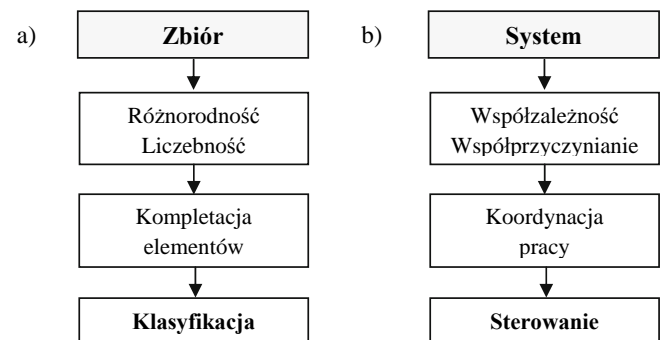 a)
Zbiór
Różnorodność
Liczebność
Kompletacja
elementów
Klasyfikacja
b)
System
Współzależność
Współprzyczynianie
Koordynacja
pracy
Sterowanie